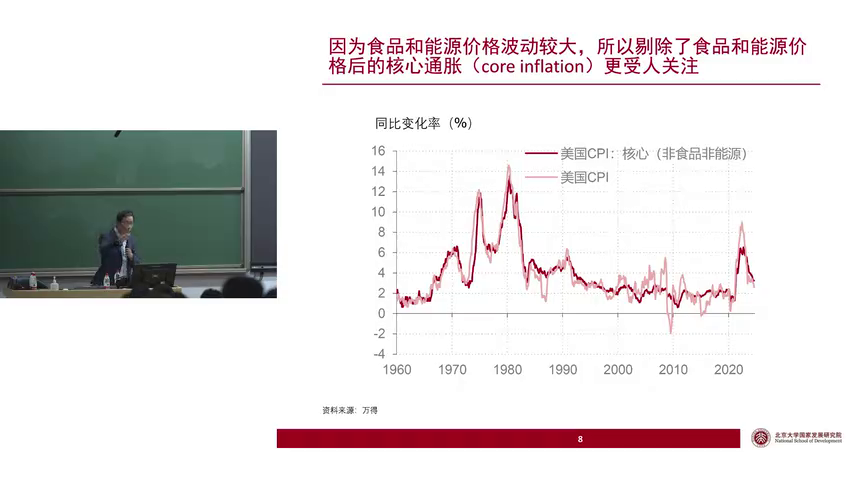 因为食品和能源价格波动较大，所以剔除了食品和能源价
格后的核心通胀（core inflation）更受人关注
同比变化率（%）
16
14
12
10
8
6
4
2
0
-2
-4
美国CPI：核心（非食品非能源）
美国CPI
1960 1970 1980 1990 2000 2010 2020
资料来源：万得
8
北京大学国家发展研究院
National School of Development